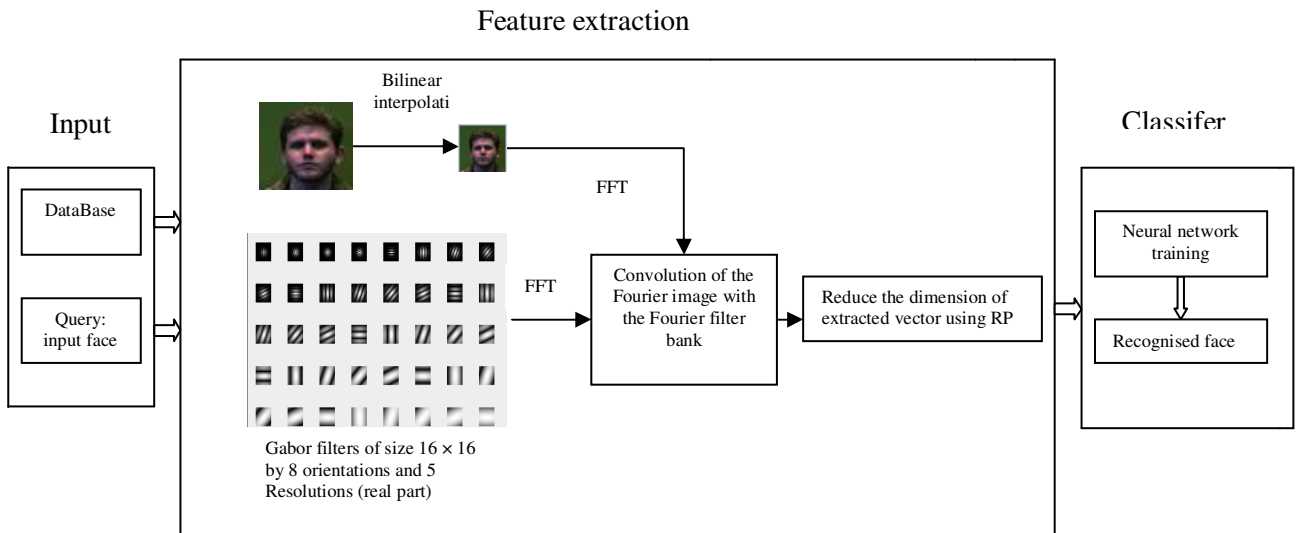 Feature extraction
Input
DataBase
Query:
input face
Bilinear
interpolati
FFT
FFT
Gabor filters of size 16 × 16
by 8 orientations and 5
Resolutions (real part)
Convolution of the
Fourier image with
the Fourier filter
bank
Reduce the dimension of
extracted vector using RP
Classifer
Neural network
training
Recognised face